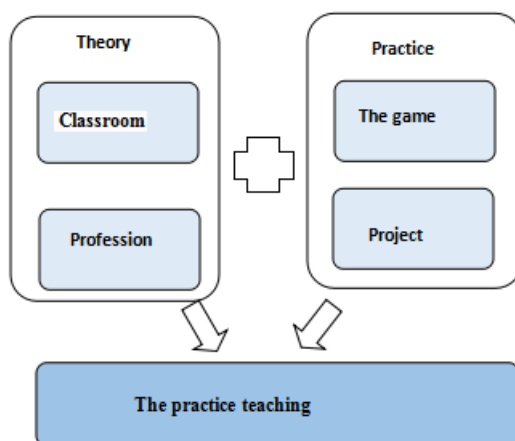 Theory
Classroom
Profession
Practice
The game
Project
The practice teaching